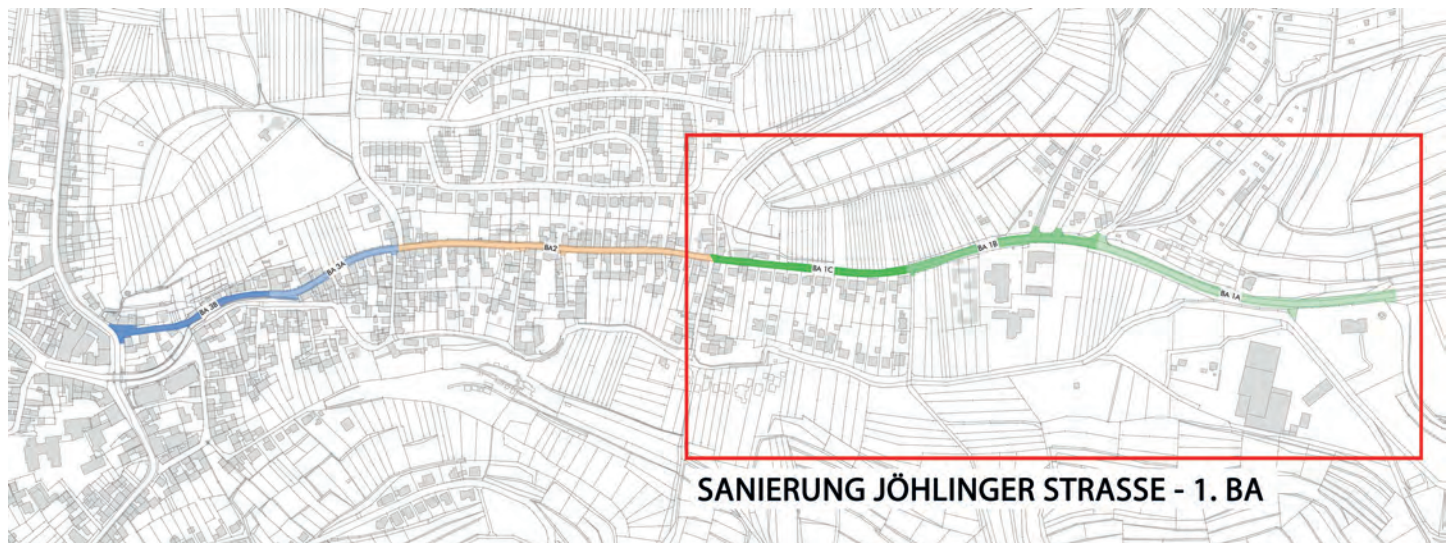 BA 3B
BA 3A
BA2
BA 1C
BA 1B
BA 1A
SANIERUNG JÖHLINGER STRASSE - 1. BA